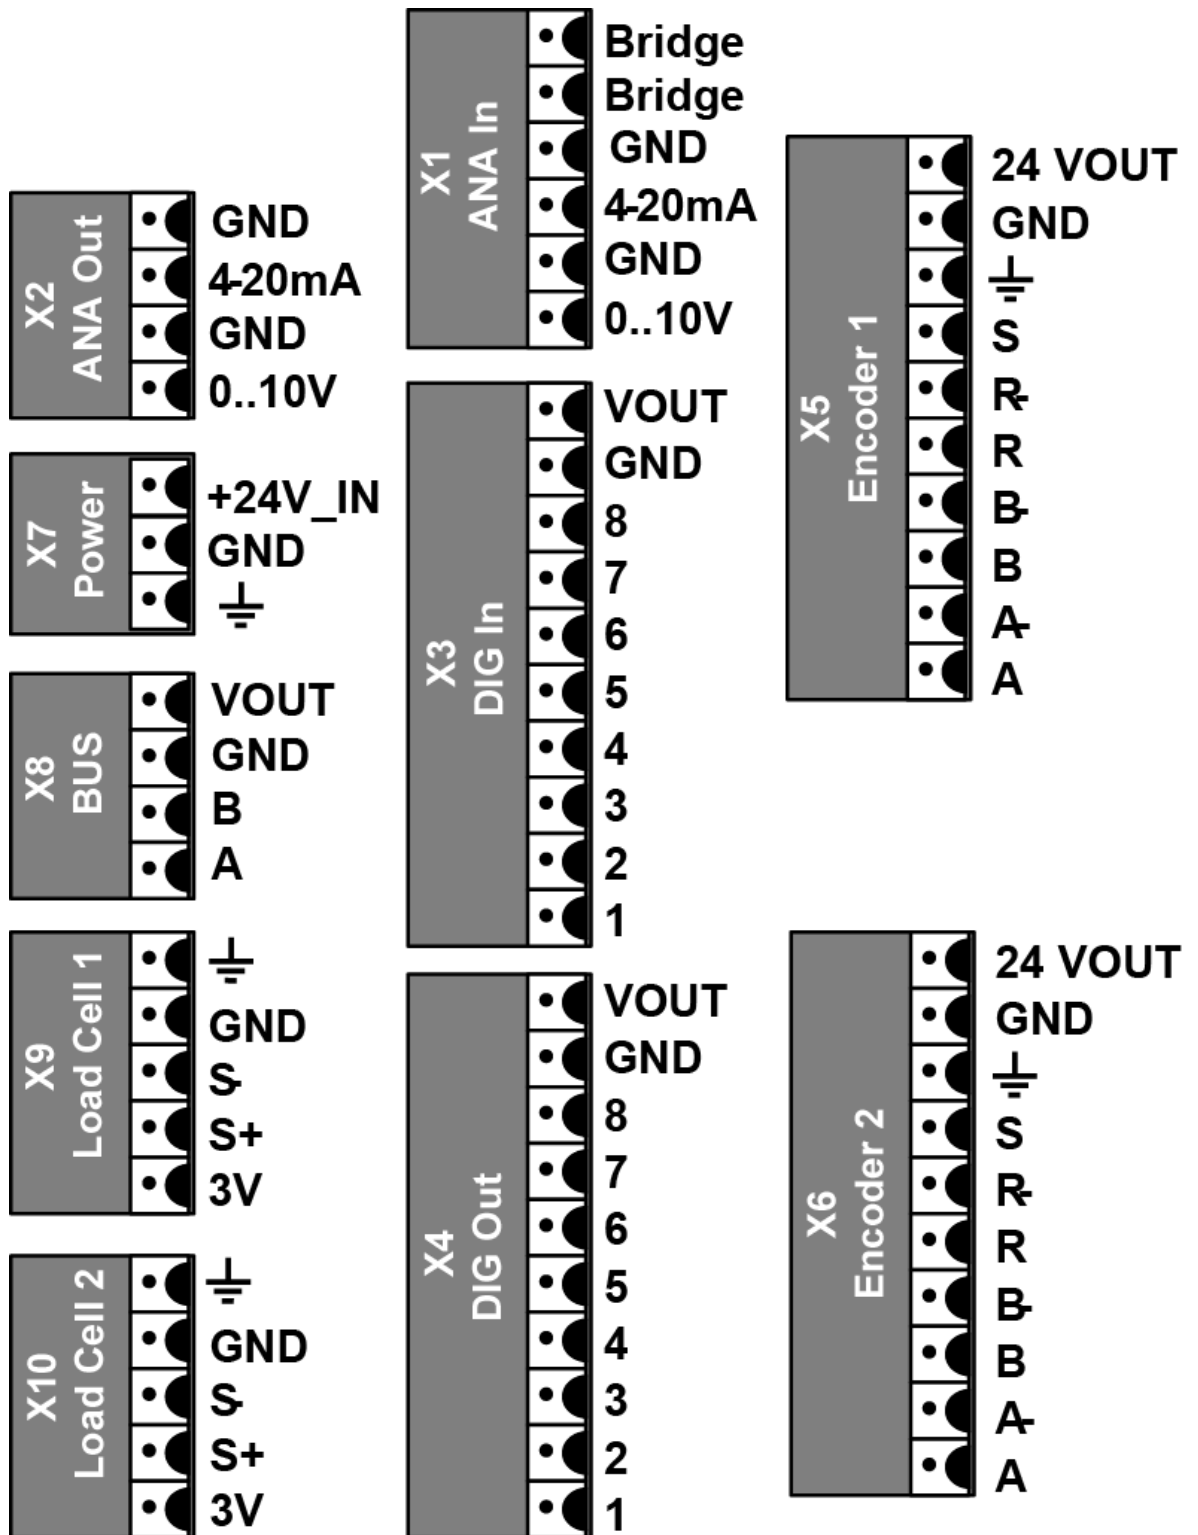 X2
ANA Out
GND
4-20mA
GND
0..10V
X7
Power
+24V_IN
GND
X8
BUS
VOUT
GND
B
A
X9
Load Cell 1
GND
S-
S+
3V
X10
Load Cell 2
GND
S-
S+
3V
X1
ANA In
Bridge
Bridge
GND
4-20mA
GND
0..10V
X3
DIG In
VOUT
GND
8
7
6
5
4
3
2
1
X4
DIG Out
VOUT
GND
8
7
6
5
4
3
2
1
X5
Encoder 1
24 VOUT
GND
S
R-
R
B-
B
A-
A
X6
Encoder 2
24 VOUT
GND
S
R-
R
B-
B
A-
A